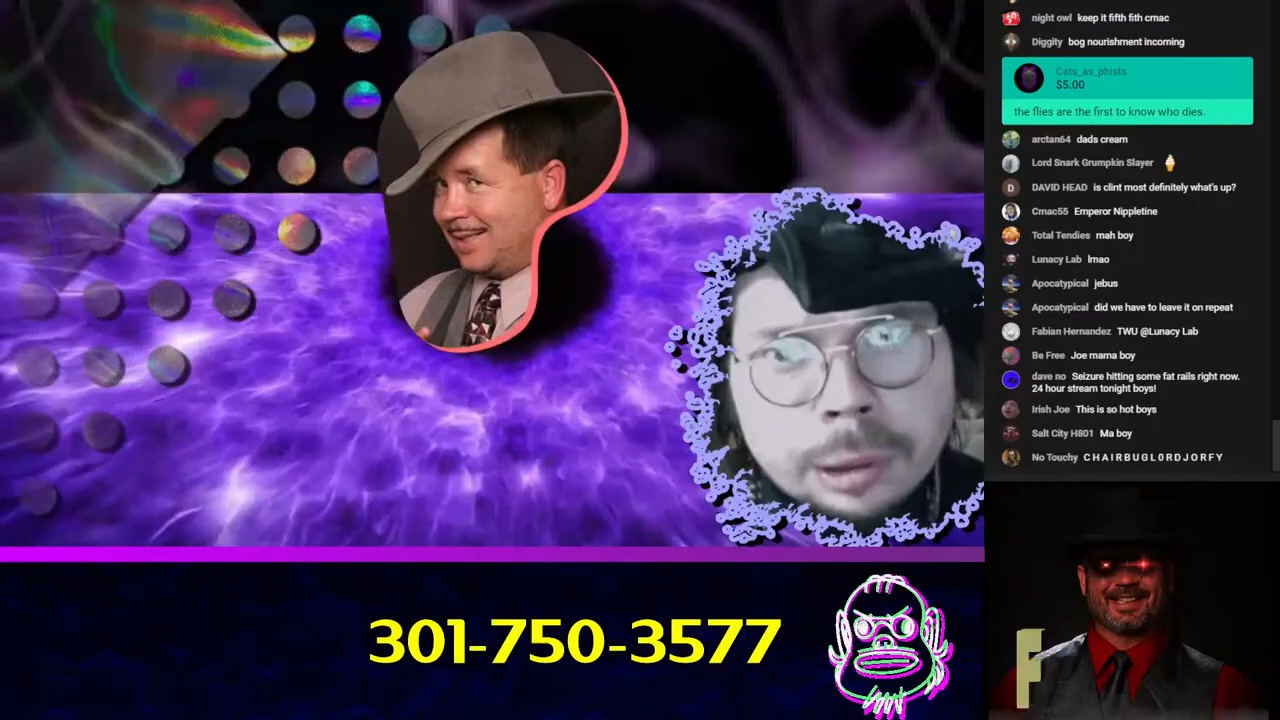 night owl keep it fifth fith cmac
Diggity bog nourishment incoming
Cats_as_phists
$5.00
the flies are the first to know who dies.
arctan64 dads cream
Lord Snark Grumpkin Slayer
DAVID HEAD is clint most definitely what's up?
Cmac55 Emperor Nippletine
Total Tendies mah boy
Lunacy Lab lmao
Apocatypical jebus
Apocatypical did we have to leave it on repeat
Fabian Hernandez TWU @Lunacy Lab
Be Free Joe mama boy
dave no Seizure hitting some fat rails right now.
24 hour stream tonight boys!
Irish Joe This is so hot boys
Salt City H801 Ma boy
No Touchy C H A I R B U G L 0 R D J O R F Y
D
301-750-3577
F